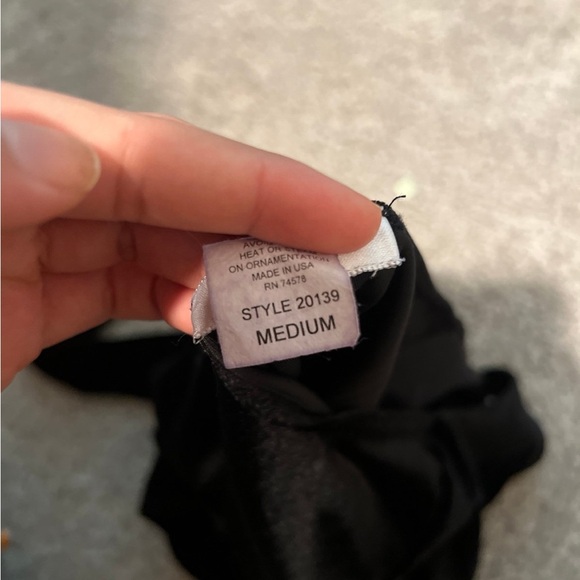 HEAT OR
ON ORNAMENTATION
MADE IN USA
RN 74578
STYLE 20139
MEDIUM